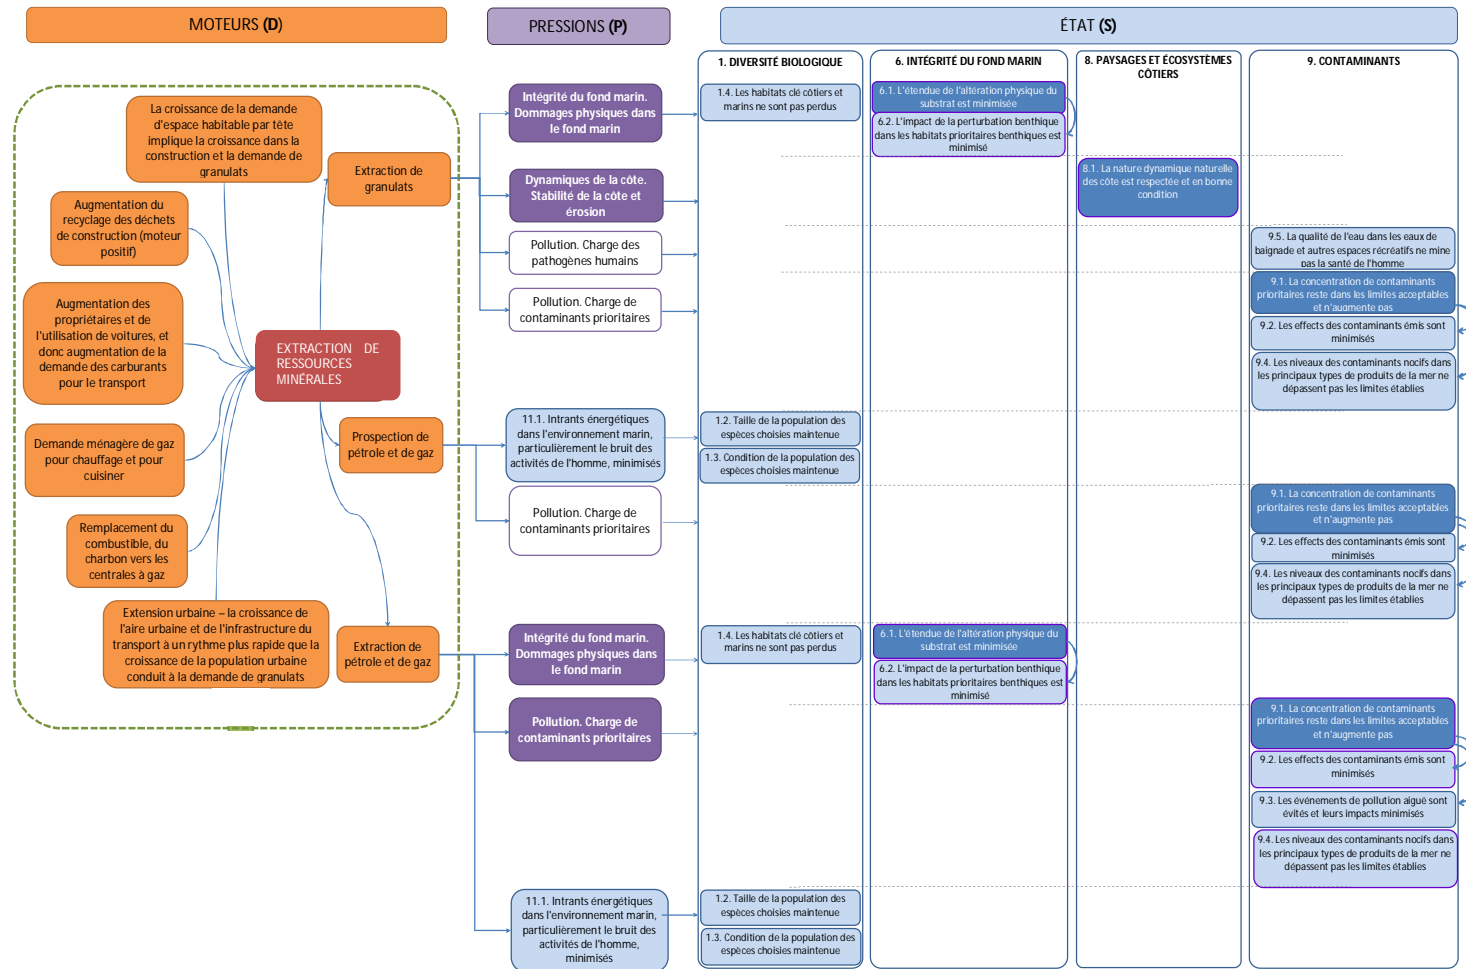 MOTEURS (D)
PRESSIONS (P)
ÉTAT (S)
La croissance de la demande
d'espace habitable par tête
implique la croissance dans la
construction et la demande de
granulats
Augmentation du
recyclage des déchets
de construction (moteur
positif)
Augmentation des
propriétaires et de
l'utilisation de voitures, et
donc augmentation de la
demande des carburants
pour le transport
Demande ménagère de gaz
pour chauffage et pour
cuisiner
Remplacement du
combustible, du
charbon vers les
centrales à gaz
Extension urbaine – la croissance de
l'aire urbaine et de l'infrastructure du
transport à un rythme plus rapide que la
croissance de la population urbaine
conduit à la demande de granulats
EXTRACTION DE
RESSOURCES
MINÉRALES
Extraction de
granulats
Prospection de
pétrole et de gaz
Extraction de
pétrole et de gaz
Intégrité du fond marin.
Dommages physiques dans
le fond marin
Dynamiques de la côte.
Stabilité de la côte et
érosion
Pollution. Charge des
pathogènes humains
Pollution. Charge de
contaminants prioritaires
11.1. Intrants énergétiques
dans l'environnement marin,
particulièrement le bruit des
activités de l'homme, minimisés
Pollution. Charge de
contaminants prioritaires
Intégrité du fond marin.
Dommages physiques dans
le fond marin
Pollution. Charge de
contaminants prioritaires
11.1. Intrants énergétiques
dans l'environnement marin,
particulièrement le bruit des
activités de l'homme,
minimisés
1. DIVERSITÉ BIOLOGIQUE
1.4. Les habitats clé côtiers et
marins ne sont pas perdus
1.2. Taille de la population des
espèces choisies maintenue
1.3. Condition de la population des
espèces choisies maintenue
1.4. Les habitats clé côtiers et
marins ne sont pas perdus
1.2. Taille de la population des
espèces choisies maintenue
1.3. Condition de la population des
espèces choisies maintenue
6. INTÉGRITÉ DU FOND MARIN
6.1. L'étendue de l'altération physique du
substrat est minimisée
6.2. L'impact de la perturbation benthique
dans les habitats prioritaires benthiques est
minimisé
6.1. L'étendue de l'altération physique du
substrat est minimisée
6.2. L'impact de la perturbation benthique
dans les habitats prioritaires benthiques est
minimisé
8. PAYSAGES ET ÉCOSYSTÈMES
CÔTIERS
8.1. La nature dynamique naturelle
des côte est respectée et en bonne
condition
9. CONTAMINANTS
9.5. La qualité de l'eau dans les eaux de
baignade et autres espaces récréatifs ne mine
pas la santé de l'homme
9.1. La concentration de contaminants
prioritaires reste dans les limites acceptables
et n'augmente pas
9.2. Les effets des contaminants émis sont
minimisés
9.4. Les niveaux des contaminants nocifs dans
les principaux types de produits de la mer ne
dépassent pas les limites établies
9.1. La concentration de contaminants
prioritaires reste dans les limites acceptables
et n'augmente pas
9.2. Les effets des contaminants émis sont
minimisés
9.4. Les niveaux des contaminants nocifs dans
les principaux types de produits de la mer ne
dépassent pas les limites établies
9.1. La concentration de contaminants
prioritaires reste dans les limites acceptables
et n'augmente pas
9.2. Les effets des contaminants émis sont
minimisés
9.3. Les événements de pollution aiguë sont
évités et leurs impacts minimisés
9.4. Les niveaux des contaminants nocifs dans
les principaux types de produits de la mer ne
dépassent pas les limites établies